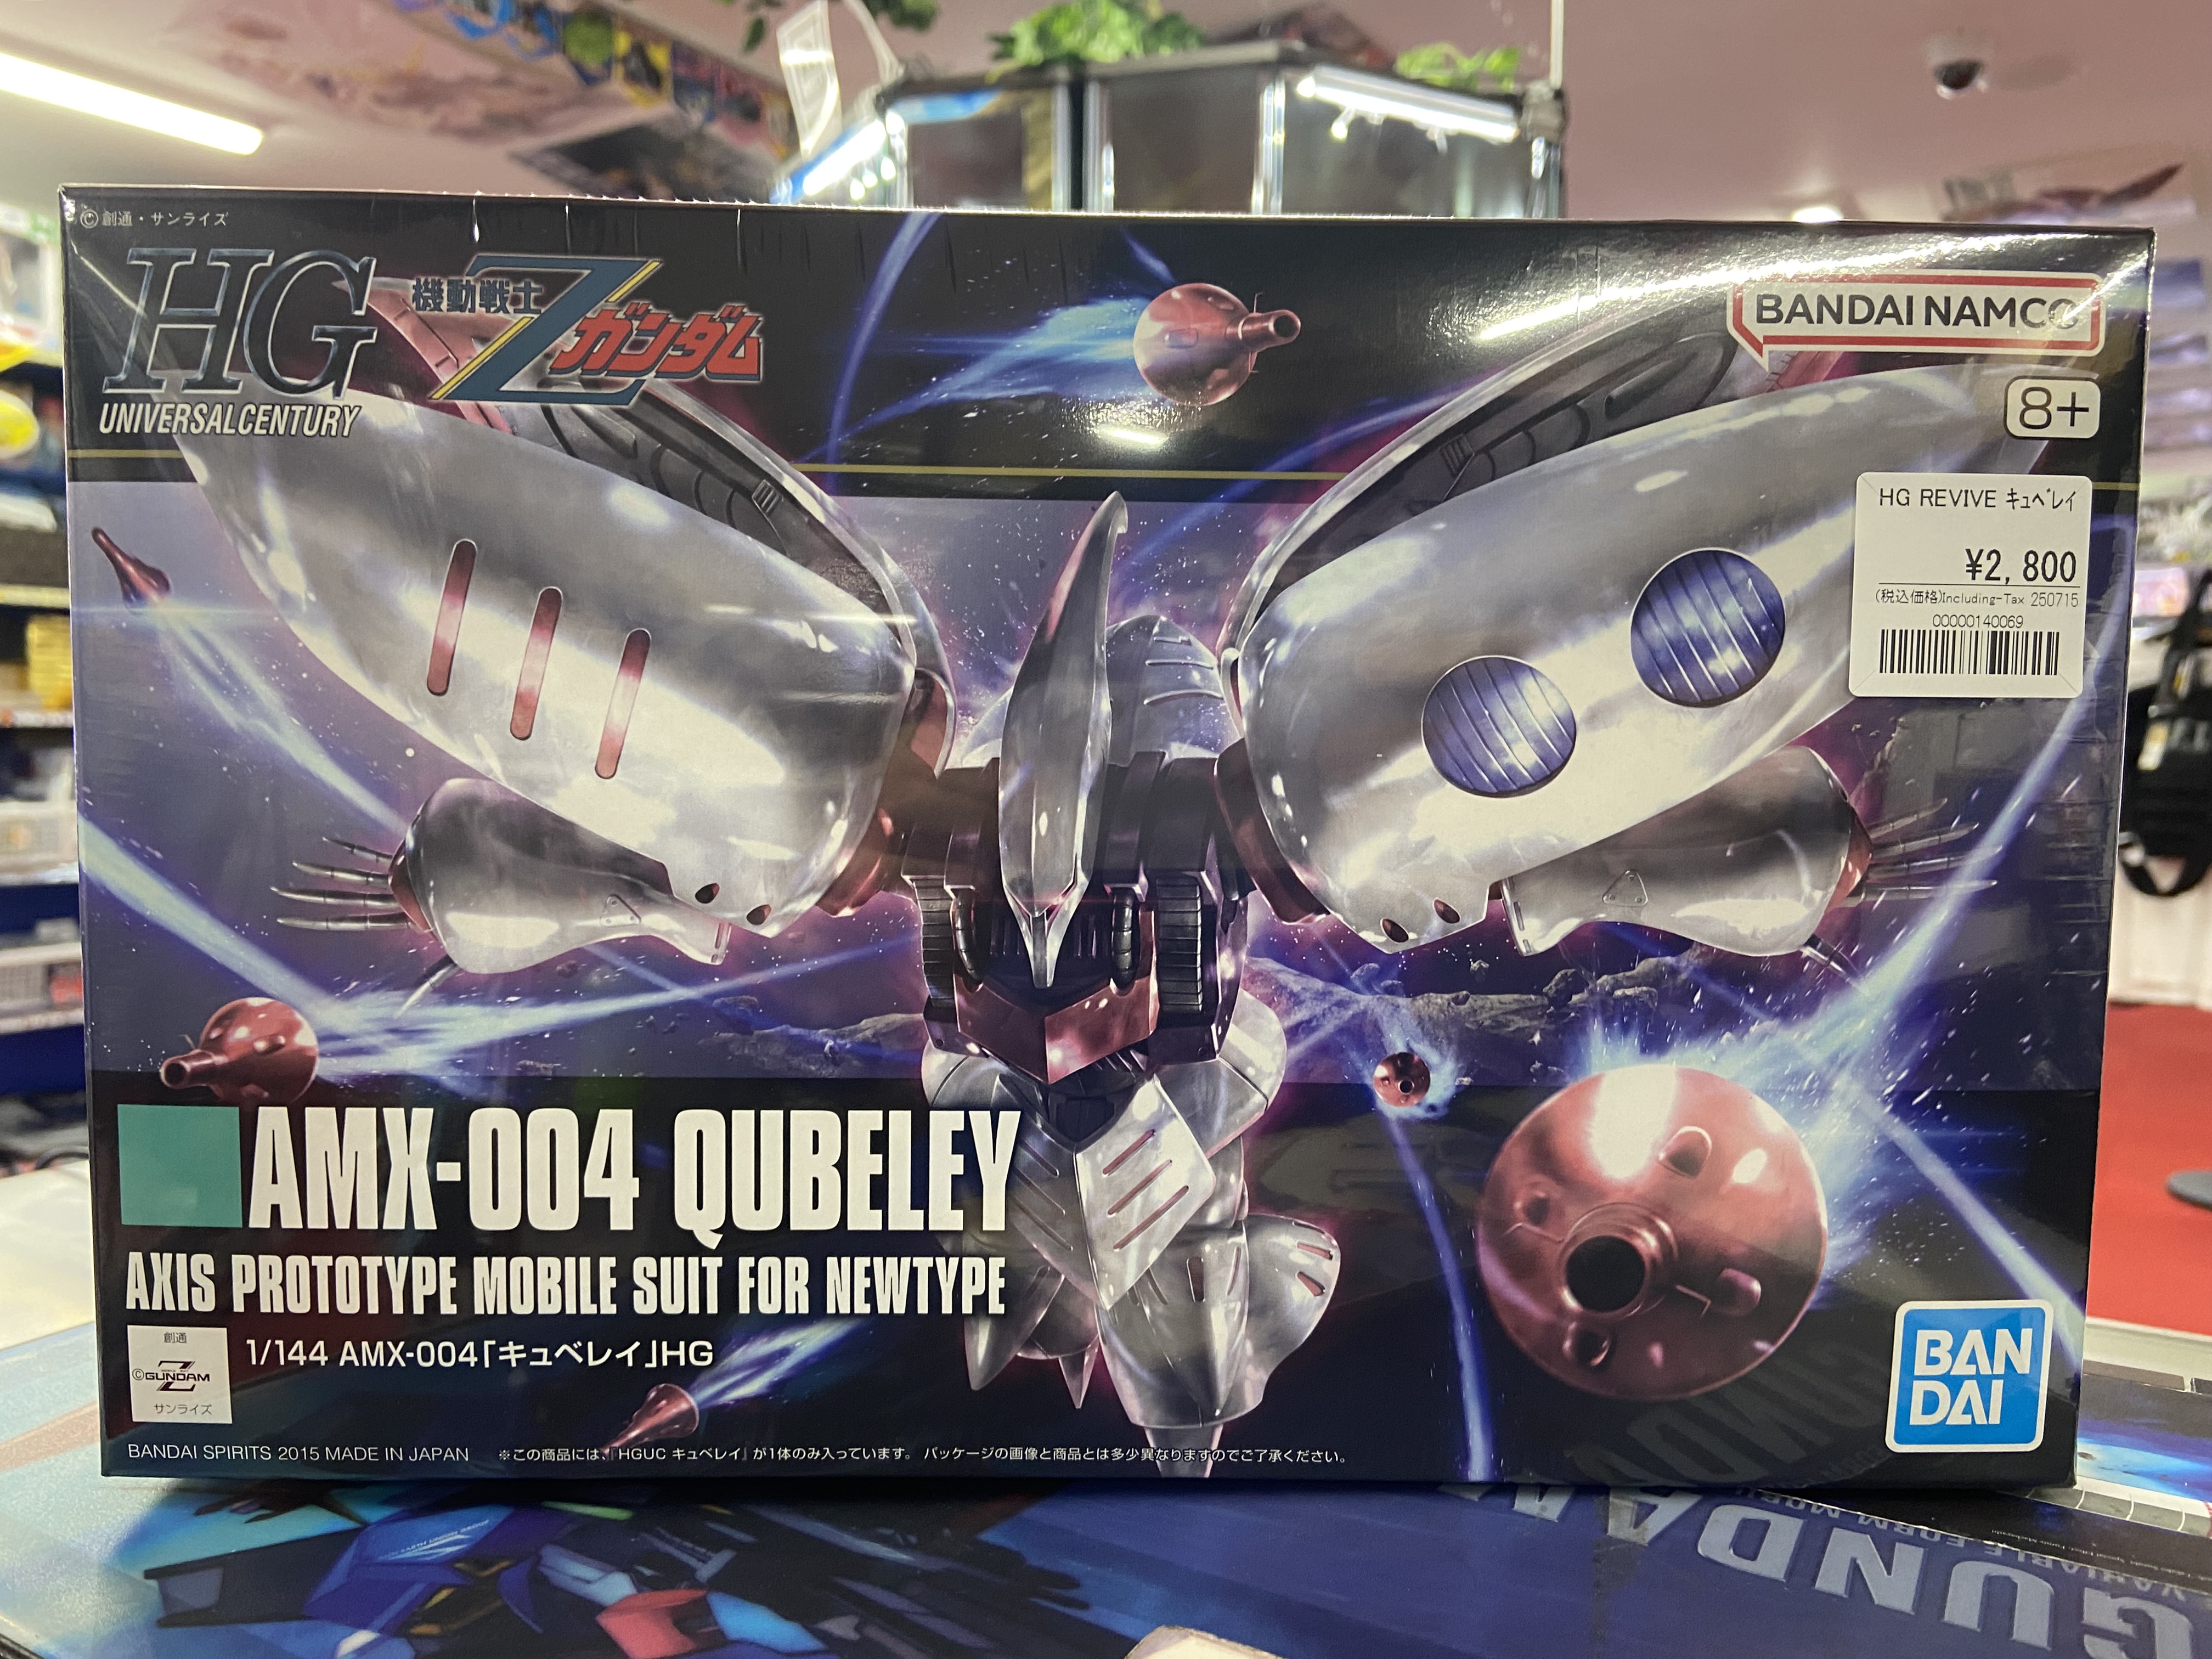 ©創通・サンライズ
HG
UNIVERSAL CENTURY
機動戦士Ζガンダム
BANDAI NAMCO
8+
HG REVIVE キュベレイ
¥2,800
(税込価格)Including-Tax 250715
00000140069
AMX-004 QUBELEY
AXIS PROTOTYPE MOBILE SUIT FOR NEWTYPE
1/144 AMX-004「キュベレイ」HG
創通
©Z GUNDAM
サンライズ
BAN
DAI
BANDAI SPIRITS 2015 MADE IN JAPAN
※この商品には、『HGUC キュベレイ』が1体のみ入っています。 パッケージの画像と商品とは多少異なりますのでご了承ください。
GUNDAM